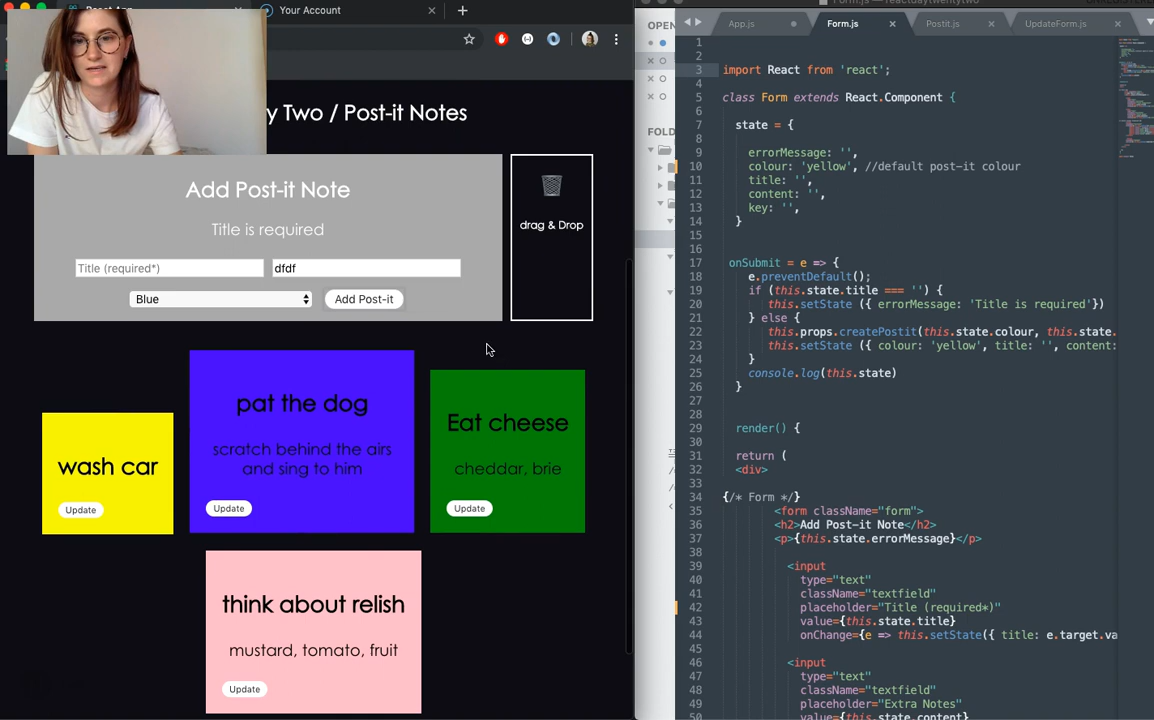 React App
Your Account
y Two / Post-it Notes
Add Post-it Note
Title is required
Title (required*)
dfdf
Blue
Add Post-it
drag & Drop
wash car
Update
pat the dog
scratch behind the airs
and sing to him
Update
Eat cheese
cheddar, brie
Update
think about relish
mustard, tomato, fruit
Update
OPEN
FOLD
App.js
Form.js
Postit.js
UpdateForm.js
1
2
3 import React from 'react';
4
5 class Form extends React.Component {
6
7 state = {
8
9 errorMessage: '',
10 colour: 'yellow', //default post-it colour
11 title: '',
12 content: '',
13 key: '',
14 }
15
16
17 onSubmit = e => {
18 e.preventDefault();
19 if (this.state.title === '') {
20 this.setState ({ errorMessage: 'Title is required'})
21 } else {
22 this.props.createPostit(this.state.colour, this.state.
23 this.setState ({ colour: 'yellow', title: '', content:
24 }
25 console.log(this.state)
26 }
27
28
29 render() {
30
31 return (
32 <div>
33
34 {/* Form */}
35 <form className="form">
36 <h2>Add Post-it Note</h2>
37 <p>{this.state.errorMessage}</p>
38
39 <input
40 type="text"
41 className="textfield"
42 placeholder="Title (required*)"
43 value={this.state.title}
44 onChange={e => this.setState({ title: e.target.va
45
46 <input
47 type="text"
48 className="textfield"
49 placeholder="Extra Notes"
50 value={this.state.content}